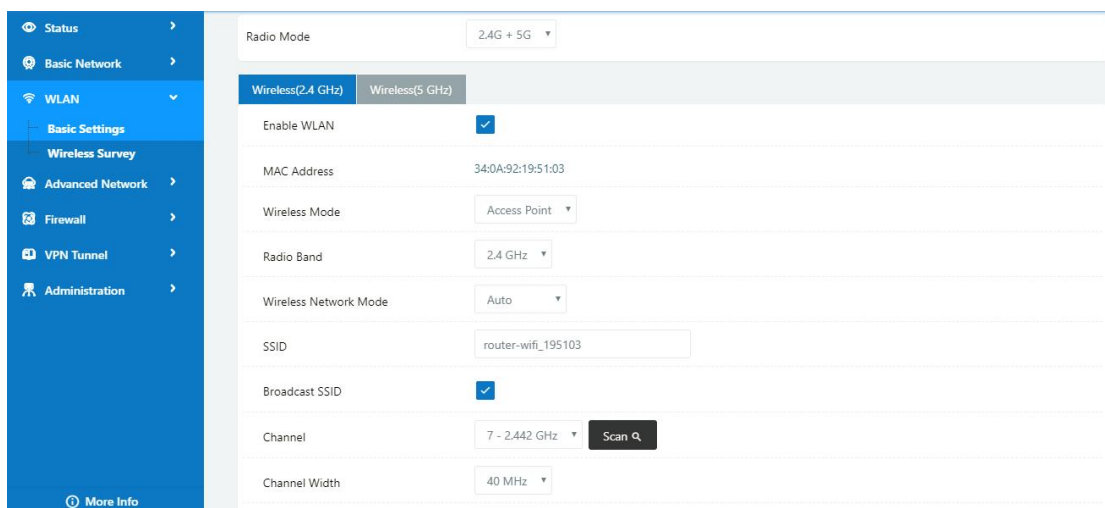 Status
Basic Network
WLAN
Basic Settings
Wireless Survey
Advanced Network
Firewall
VPN Tunnel
Administration
More Info
Radio Mode 2.4G + 5G
Wireless(2.4 GHz) Wireless(5 GHz)
Enable WLAN
MAC Address 34:0A:92:19:51:03
Wireless Mode Access Point
Radio Band 2.4 GHz
Wireless Network Mode Auto
SSID router-wifi_195103
Broadcast SSID
Channel 7 - 2.442 GHz Scan
Channel Width 40 MHz